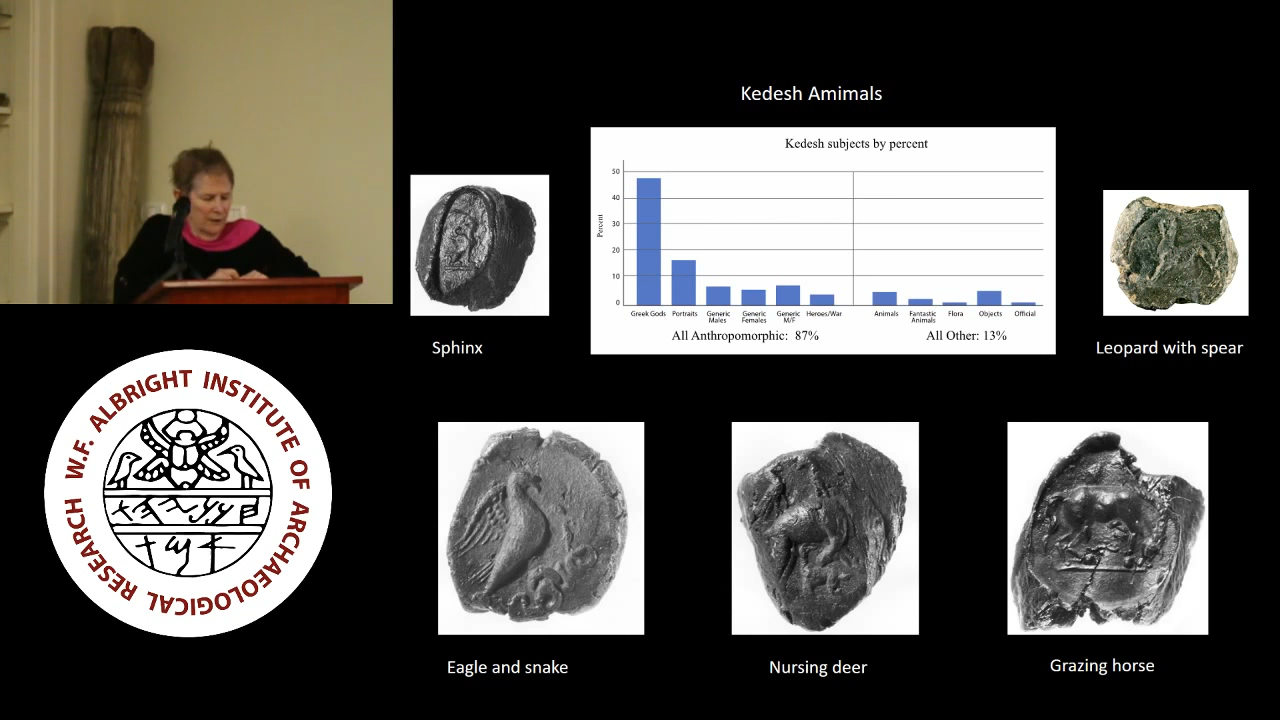 Kedesh Amimals
Kedesh subjects by percent
50
40
30
20
10
0
Percent
Greek Gods
Portraits
Generic
Males
Generic
Females
Generic
M/F
Heroes/War
Animals
Fantastic
Animals
Flora
Objects
Official
All Anthropomorphic: 87%
All Other: 13%
Sphinx
Leopard with spear
W.F. ALBRIGHT INSTITUTE OF ARCHAEOLOGICAL RESEARCH
Eagle and snake
Nursing deer
Grazing horse